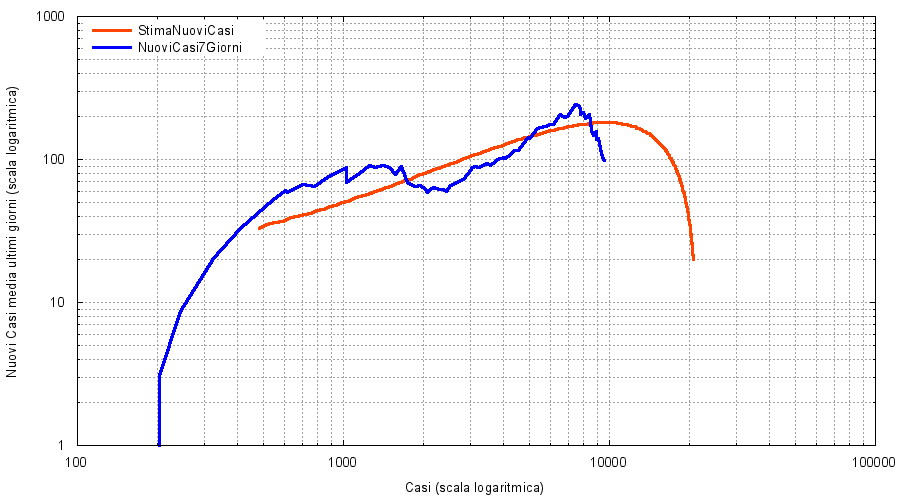 1000
StimaNuoviCasi
NuoviCasi7Giorni
100
10
1
100
1000
10000
100000
Nuovi Casi media ultimi giorni (scala logaritmica)
Casi (scala logaritmica)